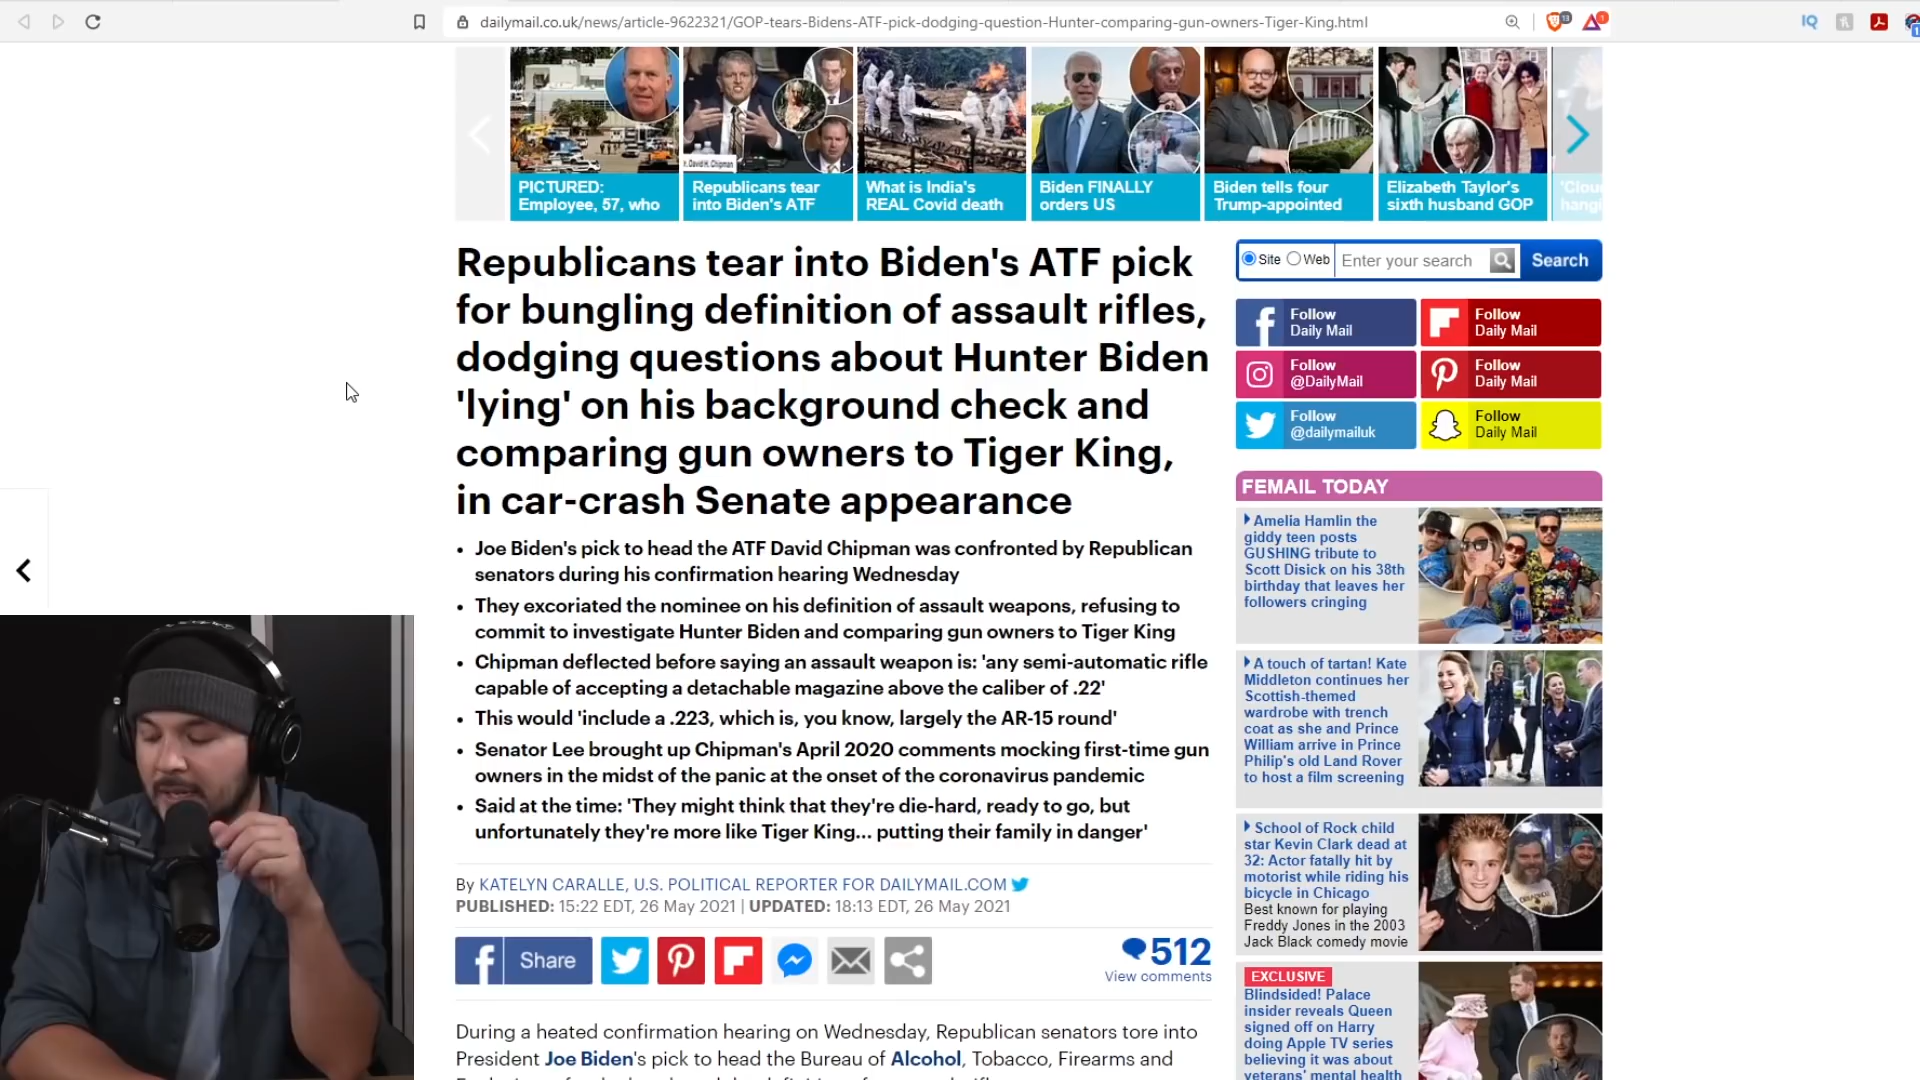 dailymail.co.uk/news/article-9622321/GOP-tears-Bidens-ATF-pick-dodging-question-Hunter-comparing-gun-owners-Tiger-King.html
13
1
IQ
David H. Chipman
PICTURED:
Employee, 57, who
Republicans tear
into Biden's ATF
What is India's
REAL Covid death
Biden FINALLY
orders US
Biden tells four
Trump-appointed
Elizabeth Taylor's
sixth husband GOP
Republicans tear into Biden's ATF pick
for bungling definition of assault rifles,
dodging questions about Hunter Biden
'lying' on his background check and
comparing gun owners to Tiger King,
in car-crash Senate appearance
Joe Biden's pick to head the ATF David Chipman was confronted by Republican
senators during his confirmation hearing Wednesday
They excoriated the nominee on his definition of assault weapons, refusing to
commit to investigate Hunter Biden and comparing gun owners to Tiger King
Chipman deflected before saying an assault weapon is: 'any semi-automatic rifle
capable of accepting a detachable magazine above the caliber of .22'
This would 'include a .223, which is, you know, largely the AR-15 round'
Senator Lee brought up Chipman's April 2020 comments mocking first-time gun
owners in the midst of the panic at the onset of the coronavirus pandemic
Said at the time: 'They might think that they're die-hard, ready to go, but
unfortunately they're more like Tiger King... putting their family in danger'
By KATELYN CARALLE, U.S. POLITICAL REPORTER FOR DAILYMAIL.COM
PUBLISHED: 15:22 EDT, 26 May 2021 | UPDATED: 18:13 EDT, 26 May 2021
Share
512
View comments
During a heated confirmation hearing on Wednesday, Republican senators tore into
President Joe Biden's pick to head the Bureau of Alcohol, Tobacco, Firearms and
Site Web Enter your search Search
Follow
Daily Mail
Follow
Daily Mail
Follow
@DailyMail
Follow
Daily Mail
Follow
@dailymailuk
Follow
Daily Mail
FEMAIL TODAY
Amelia Hamlin the
giddy teen posts
GUSHING tribute to
Scott Disick on his 38th
birthday that leaves her
followers cringing
A touch of tartan! Kate
Middleton continues her
Scottish-themed
wardrobe with trench
coat as she and Prince
William arrive in Prince
Philip's old Land Rover
to host a film screening
School of Rock child
star Kevin Clark dead at
32: Actor fatally hit by
motorist while riding his
bicycle in Chicago
Best known for playing
Freddy Jones in the 2003
Jack Black comedy movie
EXCLUSIVE
Blindsided! Palace
insider reveals Queen
signed off on Harry
doing Apple TV series
believing it was about
veterans' mental health